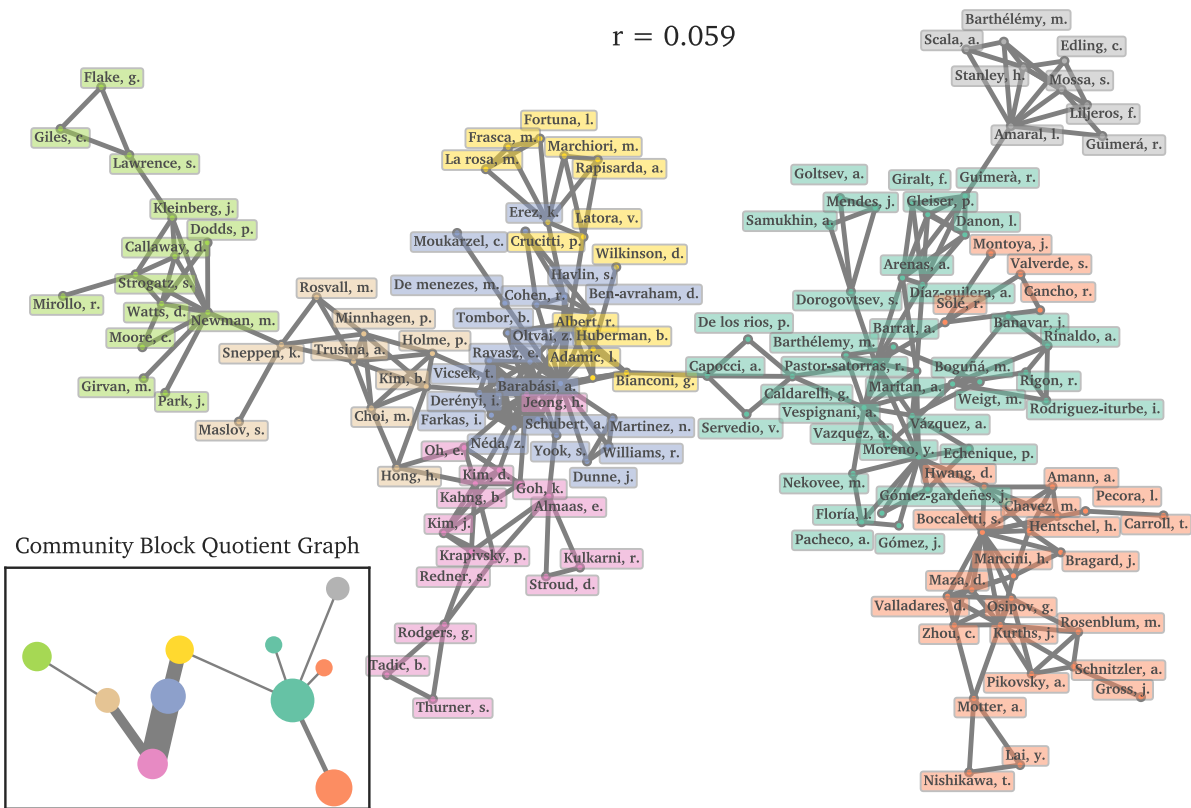 r = 0.059
Barthélémy, m.
Scala, a.
Edling, c.
Stanley, h.
Mossa, s.
Liljeros, f.
Amaral, l.
Guimerá, r.
Flake, g.
Giles, c.
Lawrence, s.
Kleinberg, j.
Dodds, p.
Callaway, d.
Strogatz, s.
Mirollo, r.
Watts, d.
Newman, m.
Moore, c.
Girvan, m.
Park, j.
Fortuna, l.
Frasca, m.
Marchiori, m.
La rosa, m.
Rapisarda, a.
Erez, k.
Latora, v.
Moukarzel, c.
Crucitti, p.
Wilkinson, d.
Havlin, s.
De menezes, m.
Cohen, r.
Ben-avraham, d.
Tombor, b.
Albert, r.
Oltvai, z.
Huberman, b.
Ravasz, e.
Adamic, l.
Vicsek, t.
Barabási, a.
Bianconi, g.
Derényi, i.
Jeong, h.
Farkas, i.
Schubert, a.
Martinez, n.
Néda, z.
Yook, s.
Williams, r.
Dunne, j.
Rosvall, m.
Minnhagen, p.
Sneppen, k.
Trusina, a.
Holme, p.
Kim, b.
Choi, m.
Maslov, s.
Hong, h.
Oh, e.
Kim, d.
Goh, k.
Kahng, b.
Almaas, e.
Kim, j.
Krapivsky, p.
Kulkarni, r.
Redner, s.
Stroud, d.
Rodgers, g.
Tadic, b.
Thurner, s.
Goltsev, a.
Giralt, f.
Guimerà, r.
Mendes, j.
Gleiser, p.
Samukhin, a.
Danon, l.
Montoya, j.
Arenas, a.
Valverde, s.
Dorogovtsev, s.
Díaz-guilera, a.
Cancho, r.
Solé, r.
De los rios, p.
Barrat, a.
Banavar, j.
Barthélemy, m.
Rinaldo, a.
Capocci, a.
Pastor-satorras, r.
Boguñá, m.
Maritan, a.
Rigon, r.
Caldarelli, g.
Weigt, m.
Vespignani, a.
Rodriguez-iturbe, i.
Servedio, v.
Vazquez, a.
Vázquez, a.
Moreno, y.
Echenique, p.
Nekovee, m.
Hwang, d.
Amann, a.
Gómez-gardeñes, j.
Chavez, m.
Pecora, l.
Floría, l.
Boccaletti, s.
Hentschel, h.
Carroll, t.
Pacheco, a.
Gómez, j.
Mancini, h.
Bragard, j.
Maza, d.
Valladares, d.
Osipov, g.
Zhou, c.
Kurths, j.
Rosenblum, m.
Schnitzler, a.
Pikovsky, a.
Gross, j.
Motter, a.
Lai, y.
Nishikawa, t.
Community Block Quotient Graph